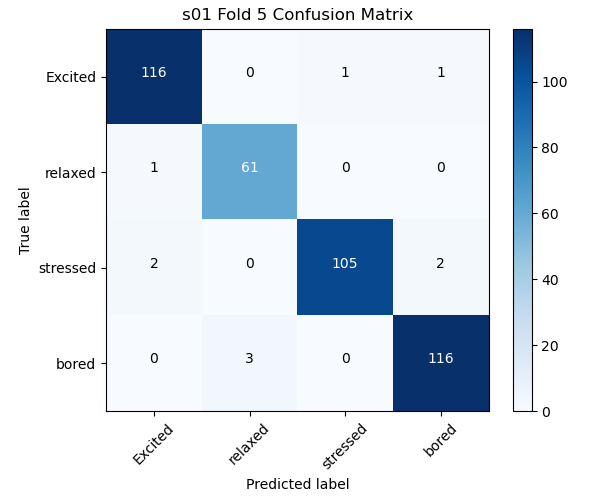 s01 Fold 5 Confusion Matrix
Excited 116 0 1 1
relaxed 1 61 0 0
stressed 2 0 105 2
bored 0 3 0 116
True label
Excited relaxed stressed bored
Predicted label
100
80
60
40
20
0